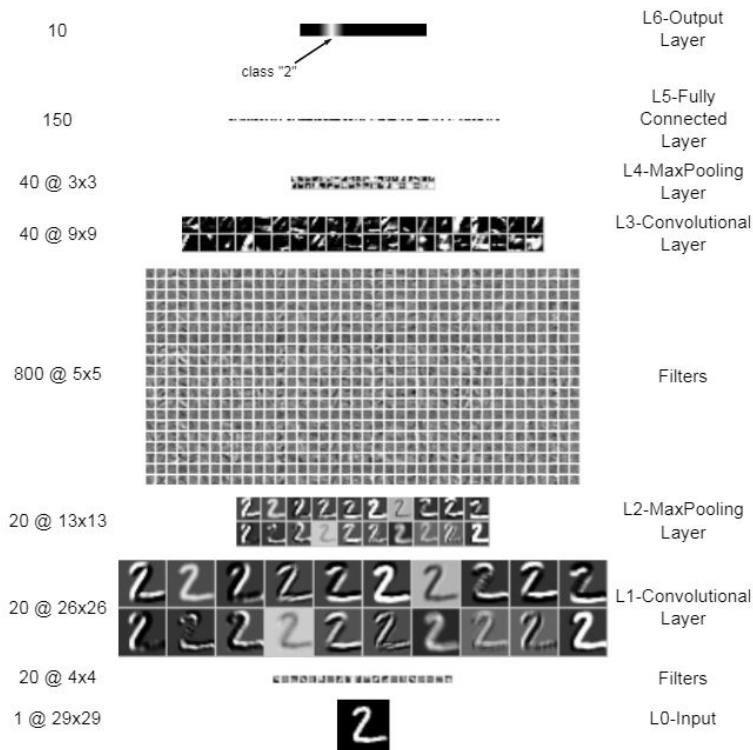 10
L6-Output
Layer
class "2"
150
L5-Fully
Connected
Layer
40 @ 3x3
L4-MaxPooling
Layer
40 @ 9x9
L3-Convolutional
Layer
800 @ 5x5
Filters
20 @ 13x13
L2-MaxPooling
Layer
20 @ 26x26
L1-Convolutional
Layer
20 @ 4x4
Filters
1 @ 29x29
2
L0-Input